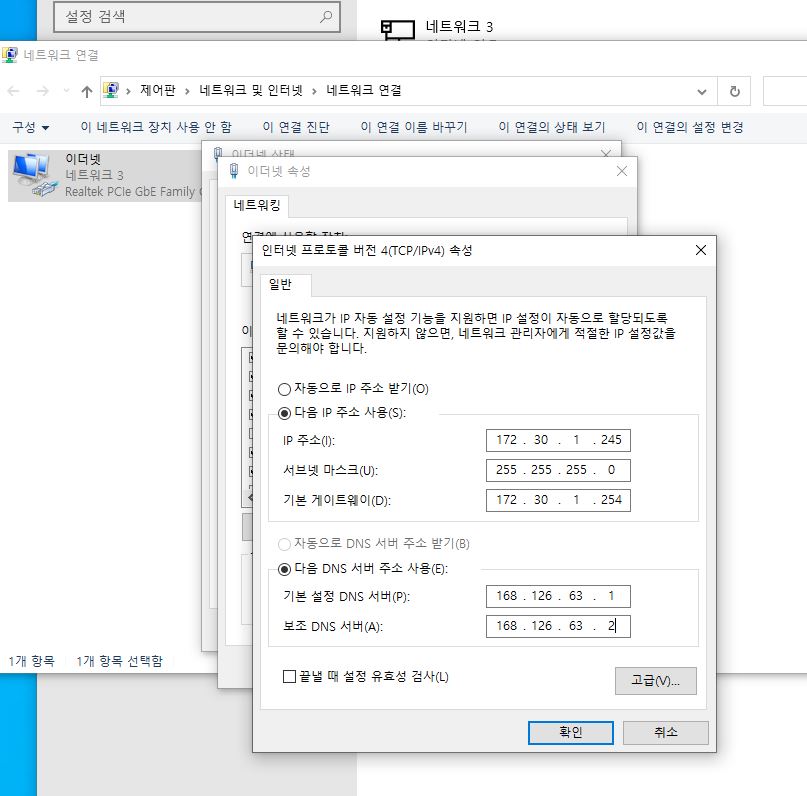 설정 검색
네트워크 3
네트워크 연결
제어판 > 네트워크 및 인터넷 > 네트워크 연결
구성 이 네트워크 장치 사용 안 함 이 연결 진단 이 연결 이름 바꾸기 이 연결의 상태 보기 이 연결의 설정 변경
이더넷
네트워크 3
Realtek PCIe GbE Family
이더넷 상태
이더넷 속성
네트워킹
연결에 사용할 장치:
이
인터넷 프로토콜 버전 4(TCP/IPv4) 속성
일반
네트워크가 IP 자동 설정 기능을 지원하면 IP 설정이 자동으로 할당되도록
할 수 있습니다. 지원하지 않으면, 네트워크 관리자에게 적절한 IP 설정값을
문의해야 합니다.
자동으로 IP 주소 받기(O)
다음 IP 주소 사용(S):
IP 주소(I): 172 . 30 . 1 . 245
서브넷 마스크(U): 255 . 255 . 255 . 0
기본 게이트웨이(D): 172 . 30 . 1 . 254
자동으로 DNS 서버 주소 받기(B)
다음 DNS 서버 주소 사용(E):
기본 설정 DNS 서버(P): 168 . 126 . 63 . 1
보조 DNS 서버(A): 168 . 126 . 63 . 2
끝낼 때 설정 유효성 검사(L)
고급(V)...
확인 취소
1개 항목 1개 항목 선택함